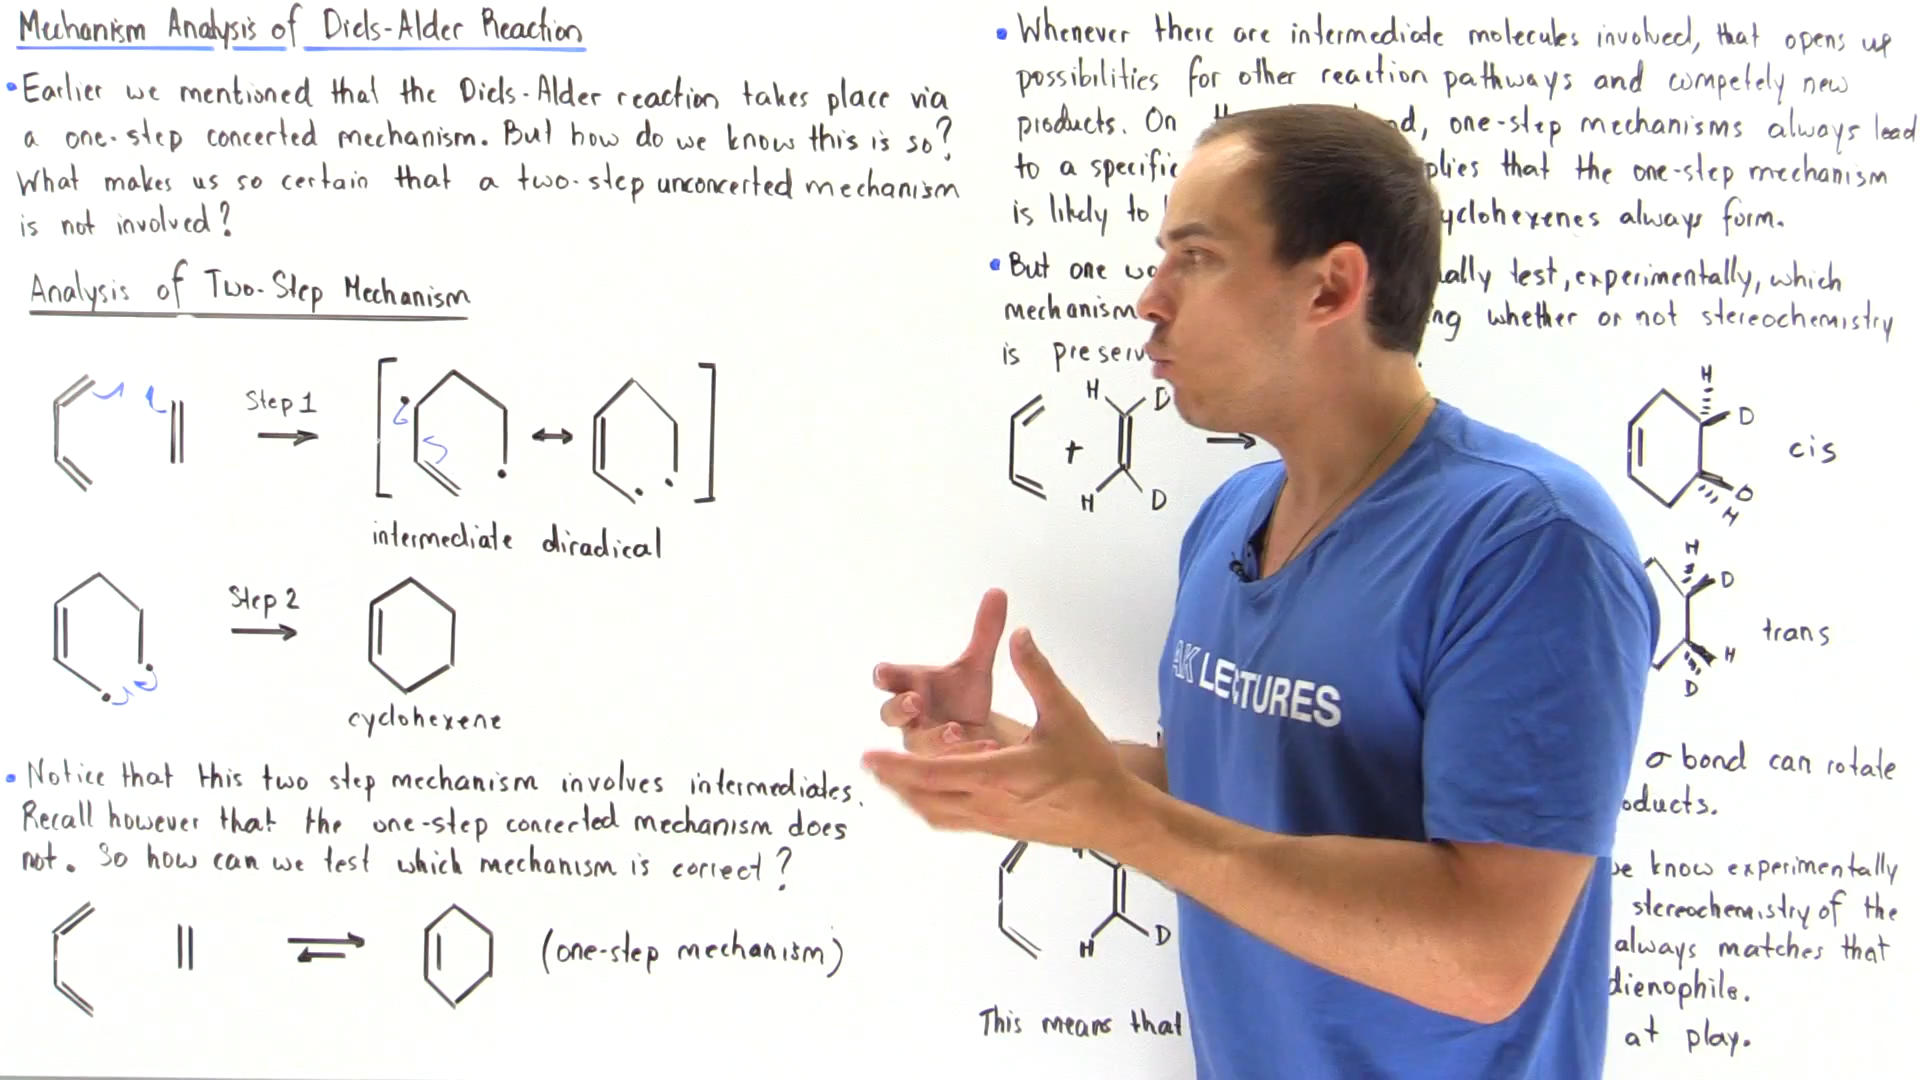 Mechanism Analysis of Diels-Alder Reaction
• Earlier we mentioned that the Diels-Alder reaction takes place via
a one-step concerted mechanism. But how do we know this is so?
What makes us so certain that a two-step unconcerted mechanism
is not involved?
Analysis of Two-Step Mechanism
Step 1
intermediate diradical
Step 2
cyclohexene
• Notice that this two step mechanism involves intermediates.
Recall however that the one-step concerted mechanism does
not. So how can we test which mechanism is correct?
(one-step mechanism)
• Whenever there are intermediate molecules involved, that opens up
possibilities for other reaction pathways and competely new
products. On one-step mechanisms always lead
to a specific that the one-step mechanism
is likely to always form.
• But one test, experimentally, which
mechanism whether or not stereochemistry
is
H D
+
H D
H
D
cis
D
H
H
D
trans
H
D
σ bond can rotate
H D
know experimentally
stereochemistry of the
always matches that
dienophile.
This means that at play.
AK LECTURES